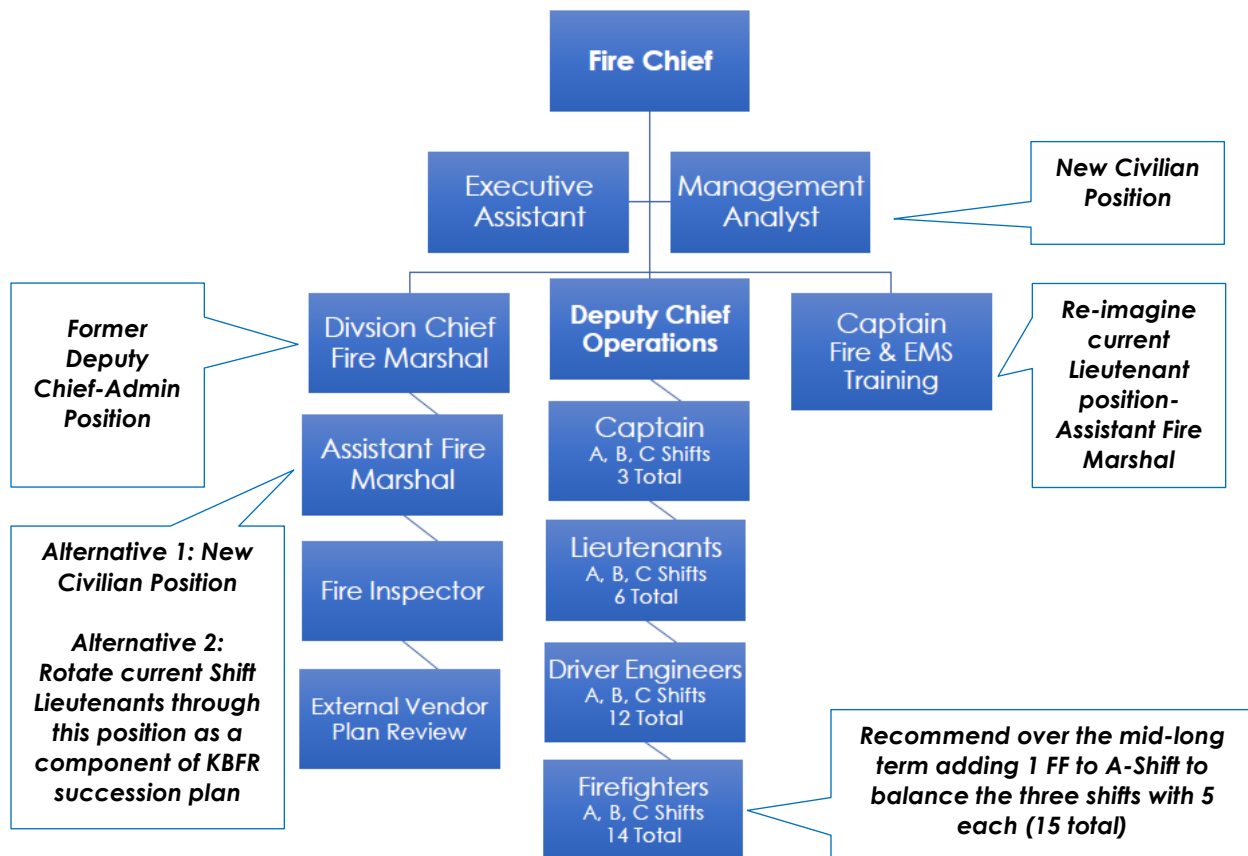 Fire Chief
Executive
Assistant
Management
Analyst
New Civilian
Position
Former
Deputy
Chief-Admin
Position
Divsion Chief
Fire Marshal
Deputy Chief
Operations
Captain
Fire & EMS
Training
Re-imagine
current
Lieutenant
position-
Assistant Fire
Marshal
Assistant Fire
Marshal
Captain
A, B, C Shifts
3 Total
Alternative 1: New
Civilian Position
Alternative 2:
Rotate current Shift
Lieutenants through
this position as a
component of KBFR
succession plan
Fire Inspector
Lieutenants
A, B, C Shifts
6 Total
External Vendor
Plan Review
Driver Engineers
A, B, C Shifts
12 Total
Firefighters
A, B, C Shifts
14 Total
Recommend over the mid-long
term adding 1 FF to A-Shift to
balance the three shifts with 5
each (15 total)